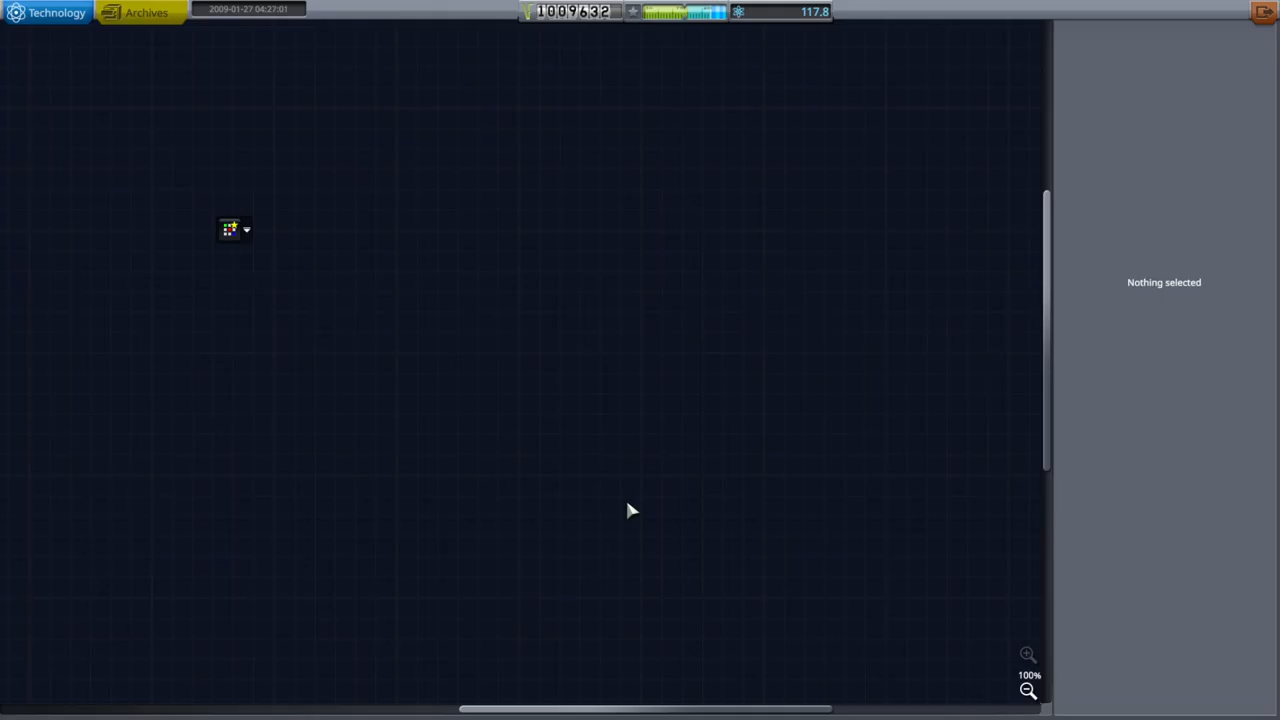 Technology
Archives
2009-01-27 04:27:01
1009632
117.8
Nothing selected
100%